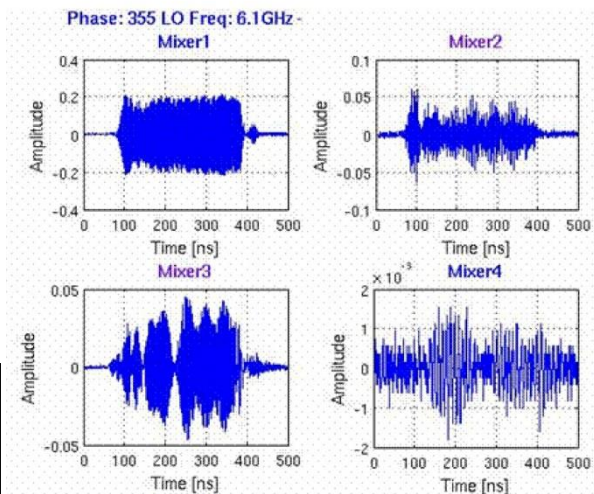 Phase: 355 LO Freq: 6.1GHz -
Mixer1
Amplitude
0.4
0.2
0
-0.2
-0.4
0 100 200 300 400 500
Time [ns]
Mixer2
Amplitude
0.1
0.05
0
-0.05
-0.1
0 100 200 300 400 500
Time [ns]
Mixer3
Amplitude
0.05
0
-0.05
0 100 200 300 400 500
Time [ns]
Mixer4
× 10⁻³
Amplitude
2
1
0
-1
-2
0 100 200 300 400 500
Time [ns]